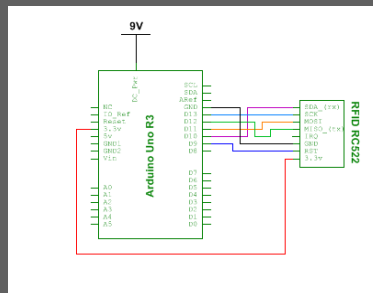 9V
DC_Pwr
Arduino Uno R3
NC
IO_Ref
Reset
3.3v
5v
GND1
GND2
Vin
A0
A1
A2
A3
A4
A5
SCL
SDA
ARef
GND
D13
D12
D11
D10
D9
D8
D7
D6
D5
D4
D3
D2
D1
D0
SDA_(rx)
SCK
MOSI
MISO_(tx)
IRQ
GND
RST
3.3v
RFID RC522